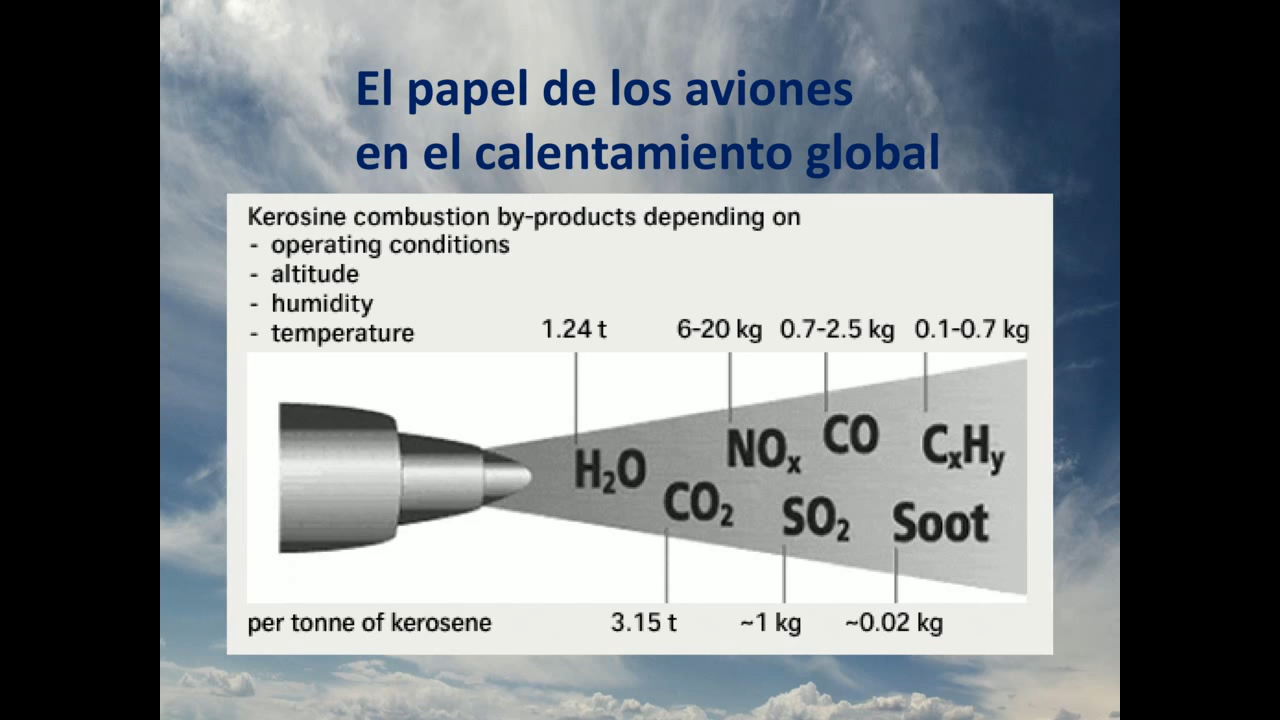 El papel de los aviones
en el calentamiento global
Kerosine combustion by-products depending on
- operating conditions
- altitude
- humidity
- temperature
1.24 t 6-20 kg 0.7-2.5 kg 0.1-0.7 kg
H₂O NOₓ CO CₓHᵧ
CO₂ SO₂ Soot
per tonne of kerosene 3.15 t ~1 kg ~0.02 kg